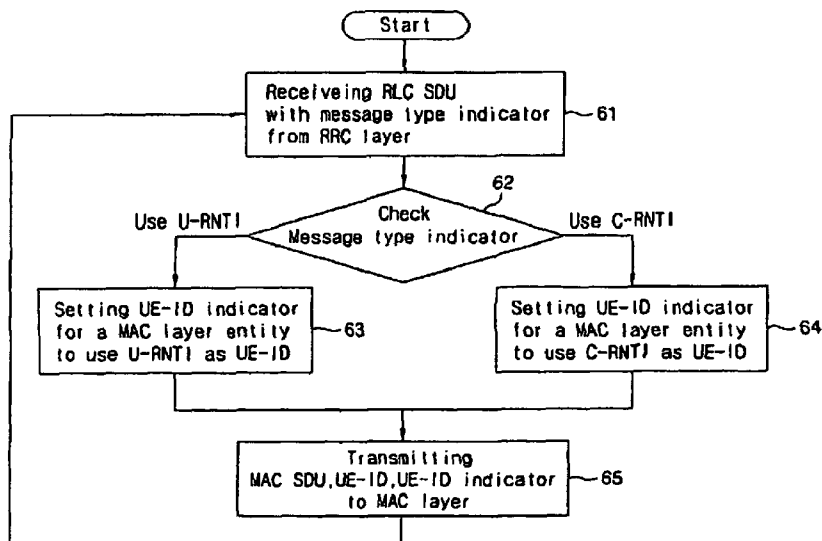 Start
Receiveing RLC SDU
with message type indicator
from RRC layer
61
62
Use U-RNTI
Check
Message type indicator
Use C-RNTI
Setting UE-ID indicator
for a MAC layer entity
to use U-RNTI as UE-ID
63
Setting UE-ID indicator
for a MAC layer entity
to use C-RNTI as UE-ID
64
Transmitting
MAC SDU,UE-ID,UE-ID indicator
to MAC layer
65